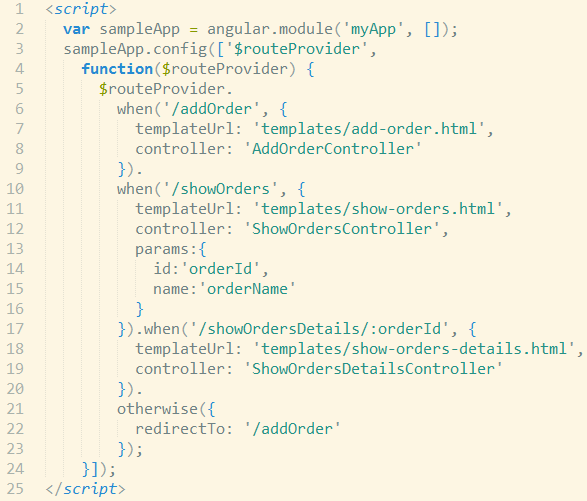 1 <script>
2   var sampleApp = angular.module('myApp', []);
3   sampleApp.config(['$routeProvider',
4     function($routeProvider) {
5       $routeProvider.
6         when('/addOrder', {
7           templateUrl: 'templates/add-order.html',
8           controller: 'AddOrderController'
9         }).
10         when('/showOrders', {
11           templateUrl: 'templates/show-orders.html',
12           controller: 'ShowOrdersController',
13           params:{
14             id:'orderId',
15             name:'orderName'
16           }
17         }).when('/showOrdersDetails/:orderId', {
18           templateUrl: 'templates/show-orders-details.html',
19           controller: 'ShowOrdersDetailsController'
20         }).
21         otherwise({
22           redirectTo: '/addOrder'
23         });
24     }]);
25 </script>